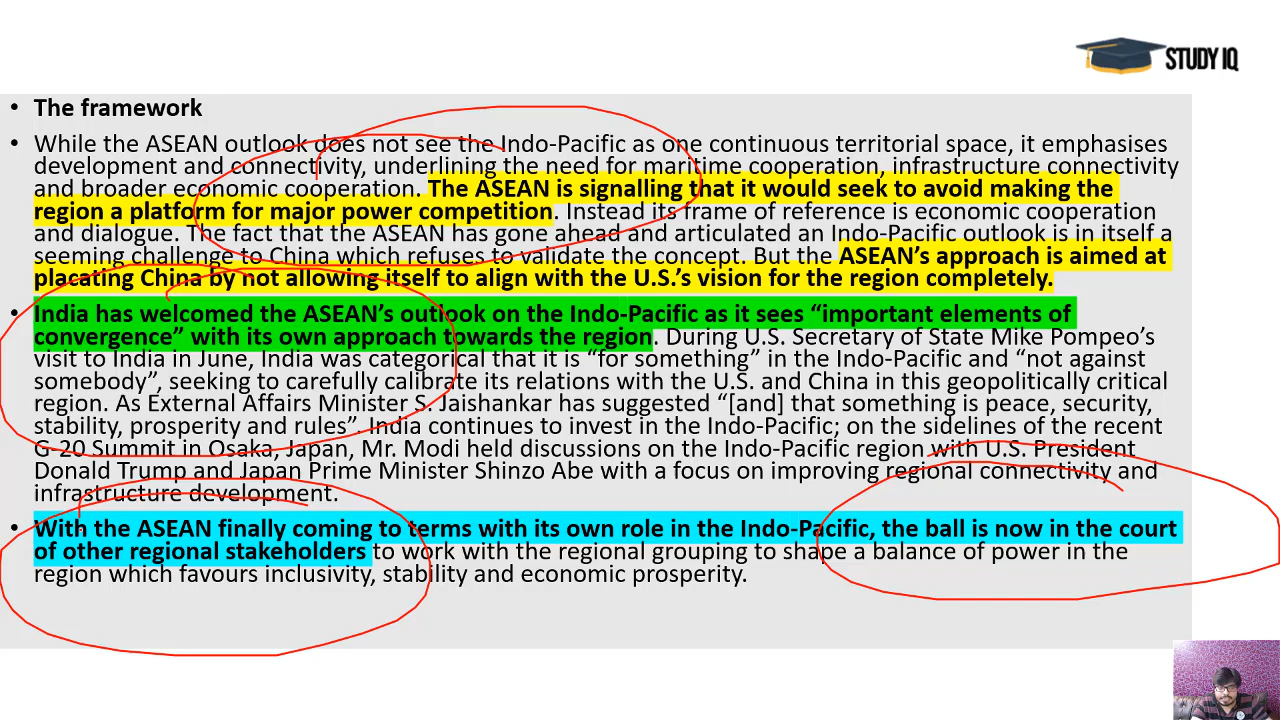 STUDY IQ
• The framework
• While the ASEAN outlook does not see the Indo-Pacific as one continuous territorial space, it emphasises
development and connectivity, underlining the need for maritime cooperation, infrastructure connectivity
and broader economic cooperation. The ASEAN is signalling that it would seek to avoid making the
region a platform for major power competition. Instead its frame of reference is economic cooperation
and dialogue. The fact that the ASEAN has gone ahead and articulated an Indo-Pacific outlook is in itself a
seeming challenge to China which refuses to validate the concept. But the ASEAN’s approach is aimed at
placating China by not allowing itself to align with the U.S.’s vision for the region completely.
• India has welcomed the ASEAN’s outlook on the Indo-Pacific as it sees “important elements of
convergence” with its own approach towards the region. During U.S. Secretary of State Mike Pompeo’s
visit to India in June, India was categorical that it is “for something” in the Indo-Pacific and “not against
somebody”, seeking to carefully calibrate its relations with the U.S. and China in this geopolitically critical
region. As External Affairs Minister S. Jaishankar has suggested “[and] that something is peace, security,
stability, prosperity and rules”. India continues to invest in the Indo-Pacific; on the sidelines of the recent
G-20 Summit in Osaka, Japan, Mr. Modi held discussions on the Indo-Pacific region with U.S. President
Donald Trump and Japan Prime Minister Shinzo Abe with a focus on improving regional connectivity and
infrastructure development.
• With the ASEAN finally coming to terms with its own role in the Indo-Pacific, the ball is now in the court
of other regional stakeholders to work with the regional grouping to shape a balance of power in the
region which favours inclusivity, stability and economic prosperity.